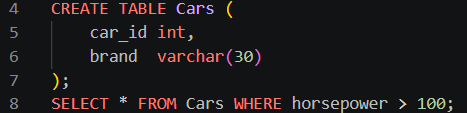 4 CREATE TABLE Cars (
5     car_id int,
6     brand  varchar(30)
7 );
8 SELECT * FROM Cars WHERE horsepower > 100;